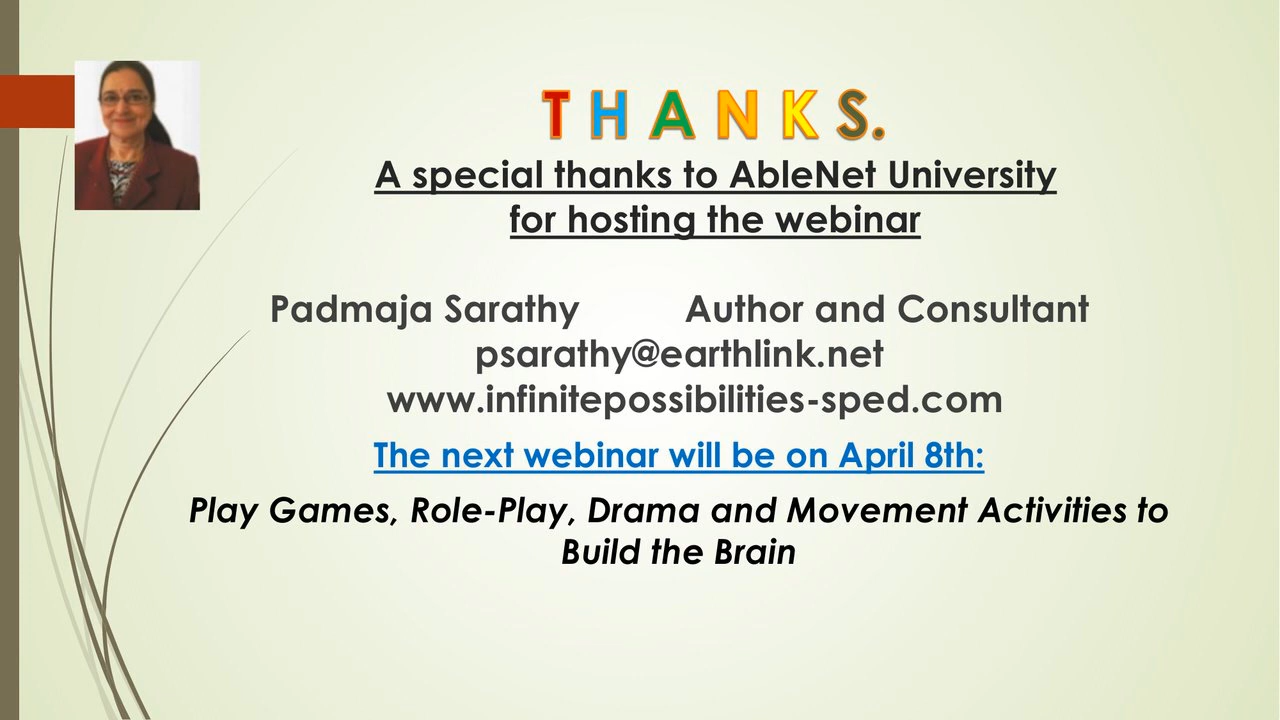 THANKS.
A special thanks to AbleNet University
for hosting the webinar
Padmaja Sarathy Author and Consultant
psarathy@earthlink.net
www.infinitepossibilities-sped.com
The next webinar will be on April 8th:
Play Games, Role-Play, Drama and Movement Activities to
Build the Brain